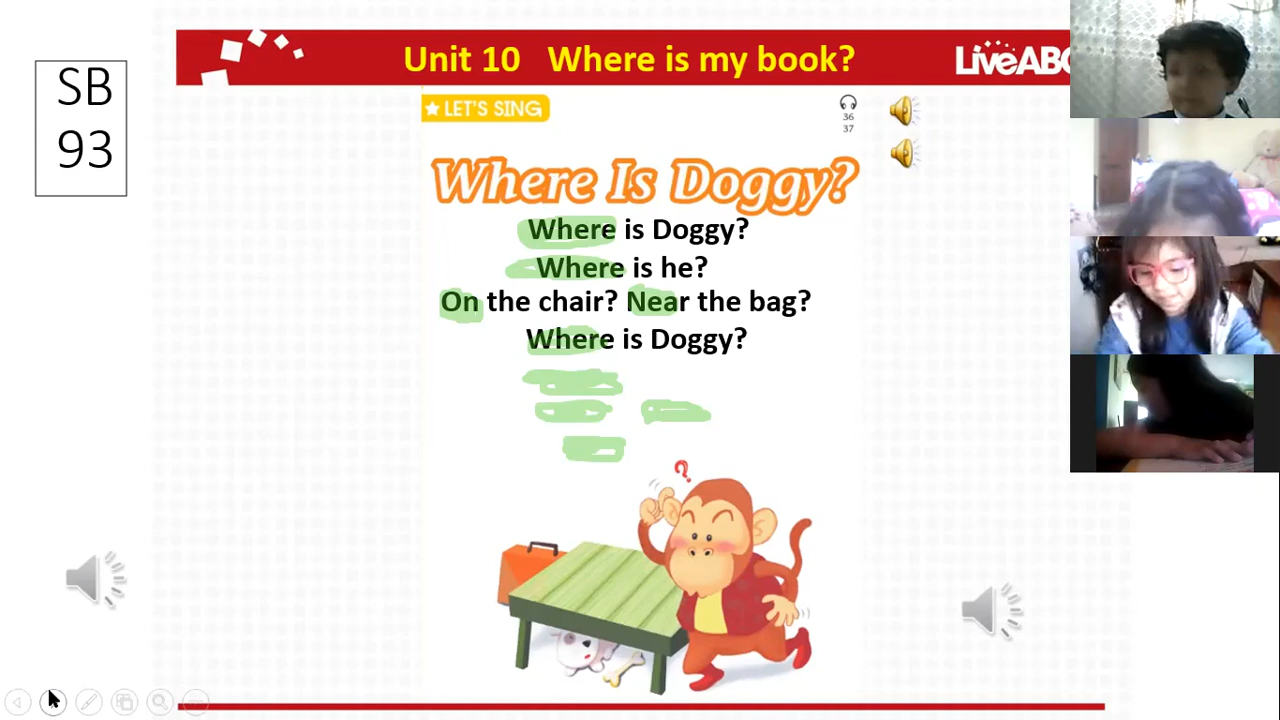 SB
93
Unit 10 Where is my book?
LiveABC
★ LET'S SING
36
37
Where Is Doggy?
Where is Doggy?
Where is he?
On the chair? Near the bag?
Where is Doggy?
?